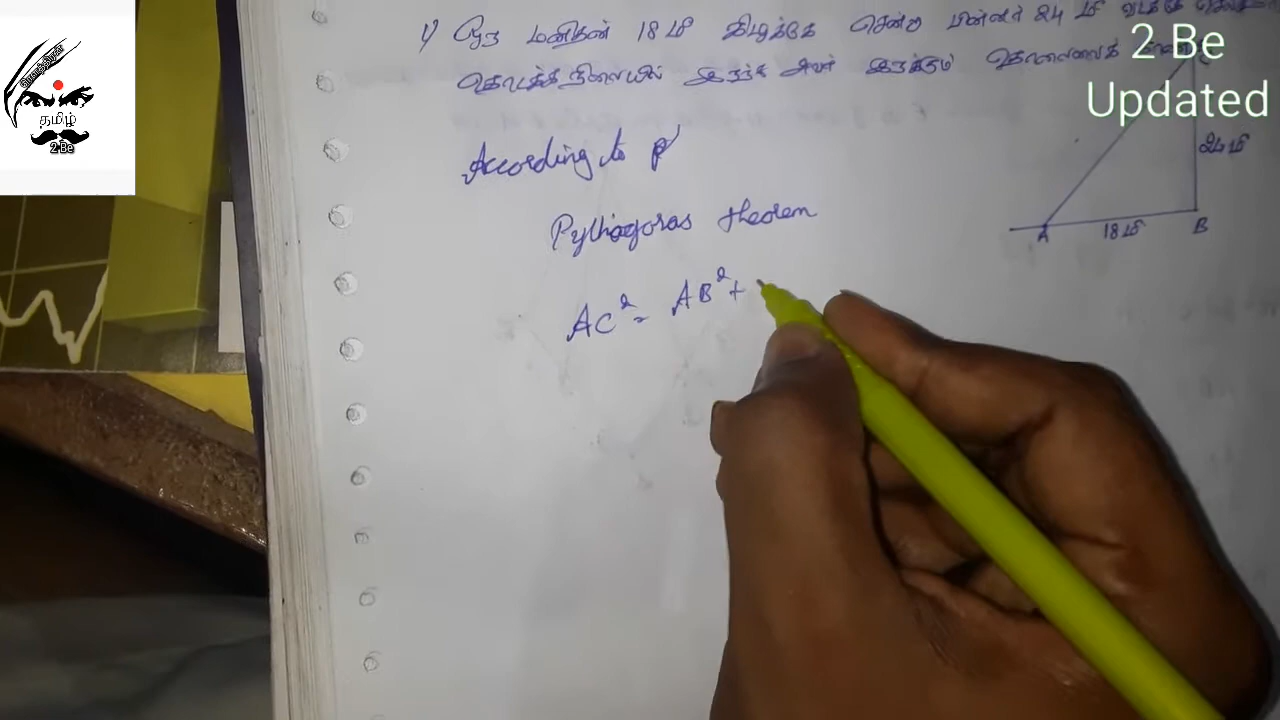 1) ஒரு மனிதன் 18 மீ கிழக்கே சென்று பின்னர் 24 மீ வடக்கே
தொடக்க நிலையில் இருந்து அவர் இருக்கும் தொலைவைக்
2 Be
Updated
தமிழ்
2 Be
24 மீ
According to p
Pythagoras theorem
A 18 மீ B
AC² = AB² +